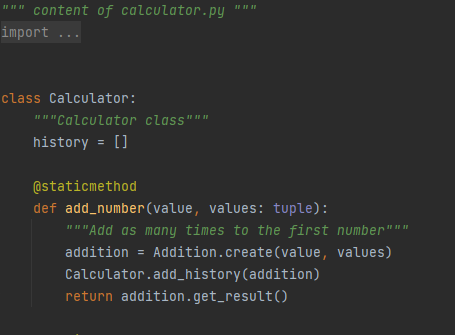 """ content of calculator.py """
import ...
class Calculator:
"""Calculator class"""
history = []
@staticmethod
def add_number(value, values: tuple):
"""Add as many times to the first number"""
addition = Addition.create(value, values)
Calculator.add_history(addition)
return addition.get_result()